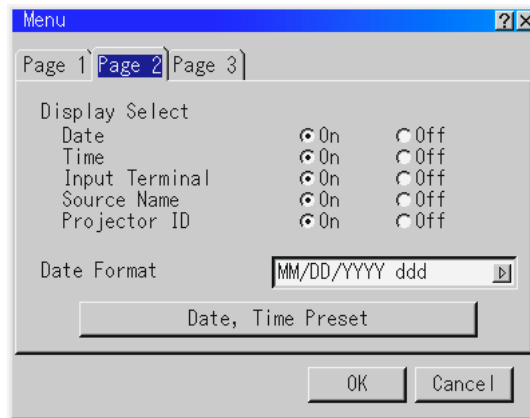 Menu ? ×
Page 1 Page 2 Page 3
Display Select
Date On Off
Time On Off
Input Terminal On Off
Source Name On Off
Projector ID On Off
Date Format MM/DD/YYYY ddd
Date, Time Preset
OK Cancel